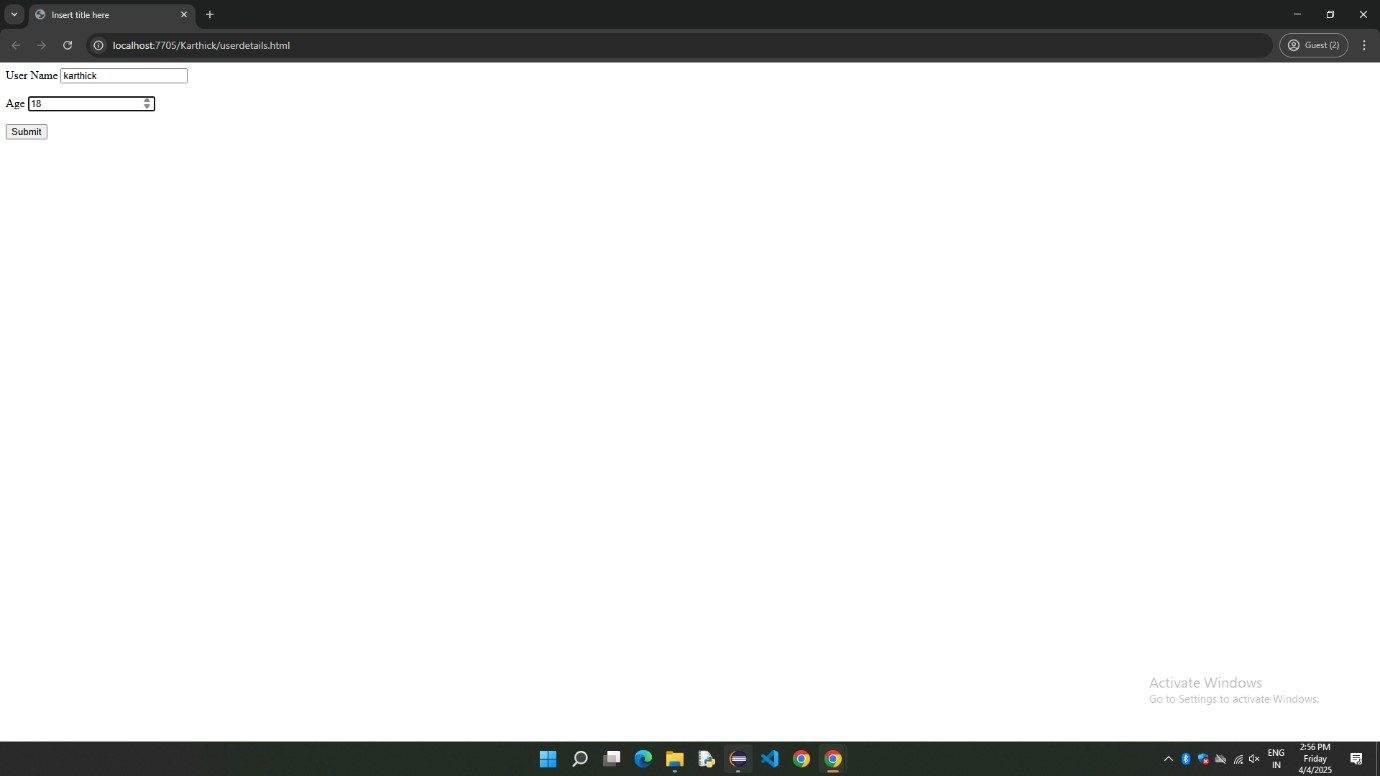 Insert title here
localhost:7705/Karthick/userdetails.html
Guest (2)
User Name karthick
Age 18
Submit
Activate Windows
Go to Settings to activate Windows.
ENG
IN
2:56 PM
Friday
4/4/2025